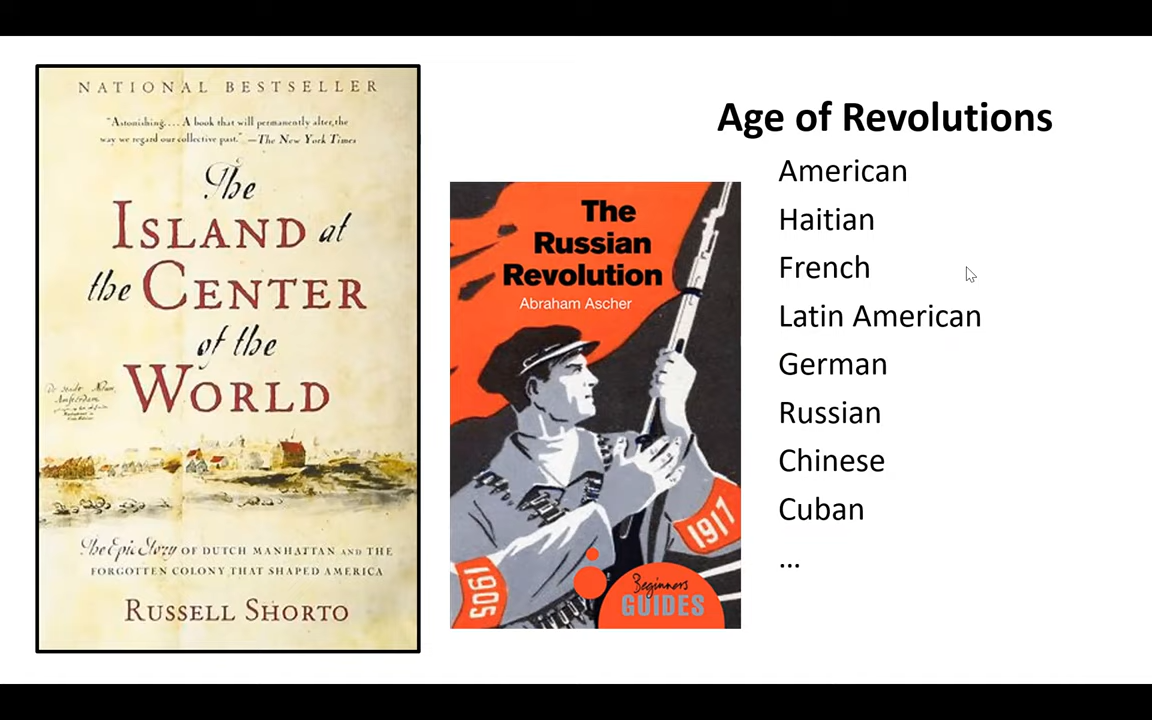 NATIONAL BESTSELLER
"Astonishing. . . . A book that will permanently alter the
way we regard our collective past." —The New York Times
The
ISLAND at
the CENTER
of the
WORLD
The Epic Story OF DUTCH MANHATTAN AND THE
FORGOTTEN COLONY THAT SHAPED AMERICA
RUSSELL SHORTO
The
Russian
Revolution
Abraham Ascher
1917
1905
Beginners
GUIDES
Age of Revolutions
American
Haitian
French
Latin American
German
Russian
Chinese
Cuban
...